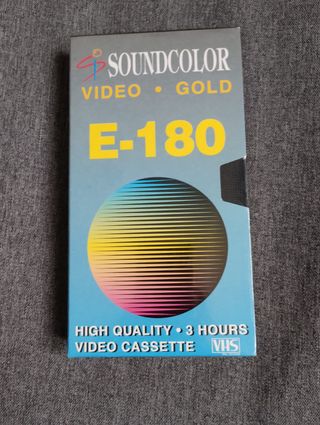 SOUNDCOLOR
VIDEO • GOLD
E-180
HIGH QUALITY • 3 HOURS
VIDEO CASSETTE VHS